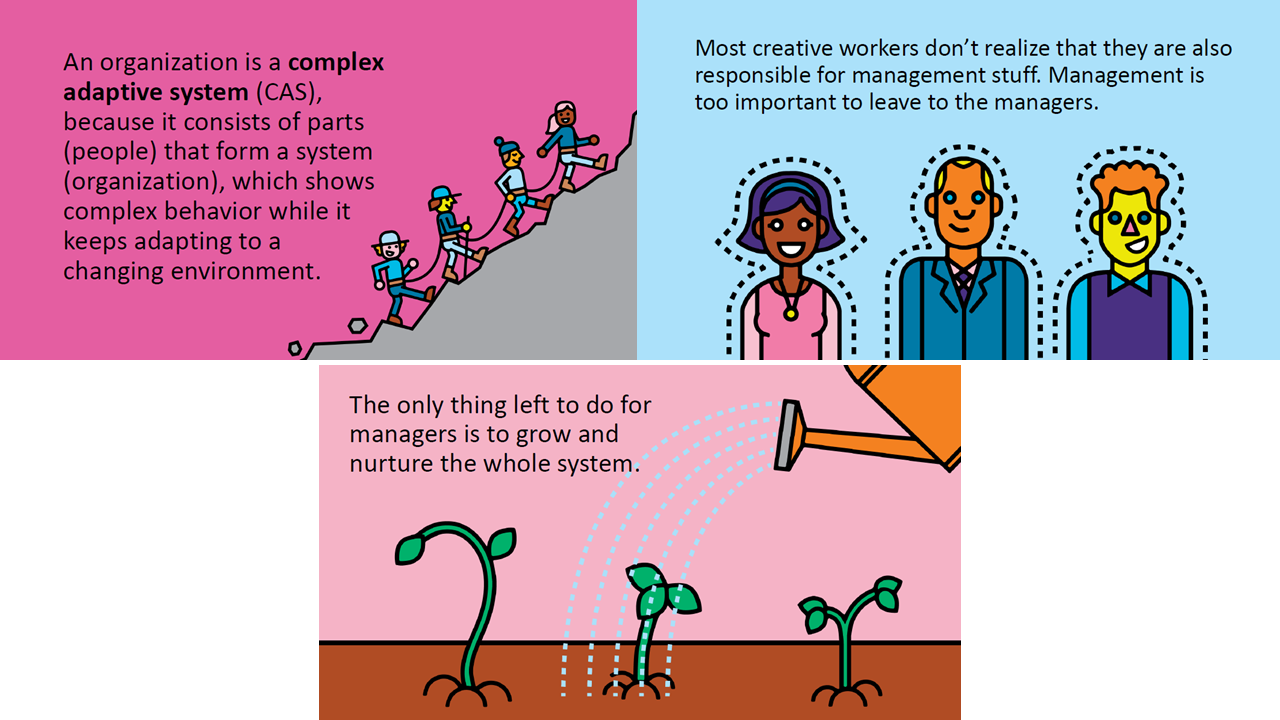 An organization is a complex
adaptive system (CAS),
because it consists of parts
(people) that form a system
(organization), which shows
complex behavior while it
keeps adapting to a
changing environment.
Most creative workers don’t realize that they are also
responsible for management stuff. Management is
too important to leave to the managers.
The only thing left to do for
managers is to grow and
nurture the whole system.